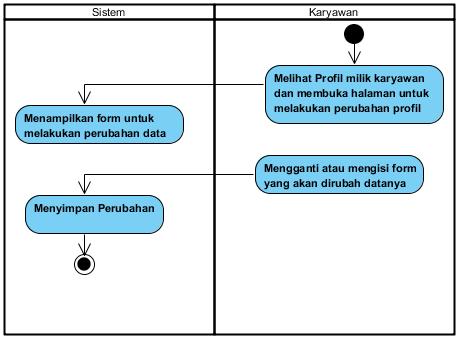 Sistem
Karyawan
Melihat Profil milik karyawan
dan membuka halaman untuk
melakukan perubahan profil
Menampilkan form untuk
melakukan perubahan data
Mengganti atau mengisi form
yang akan dirubah datanya
Menyimpan Perubahan